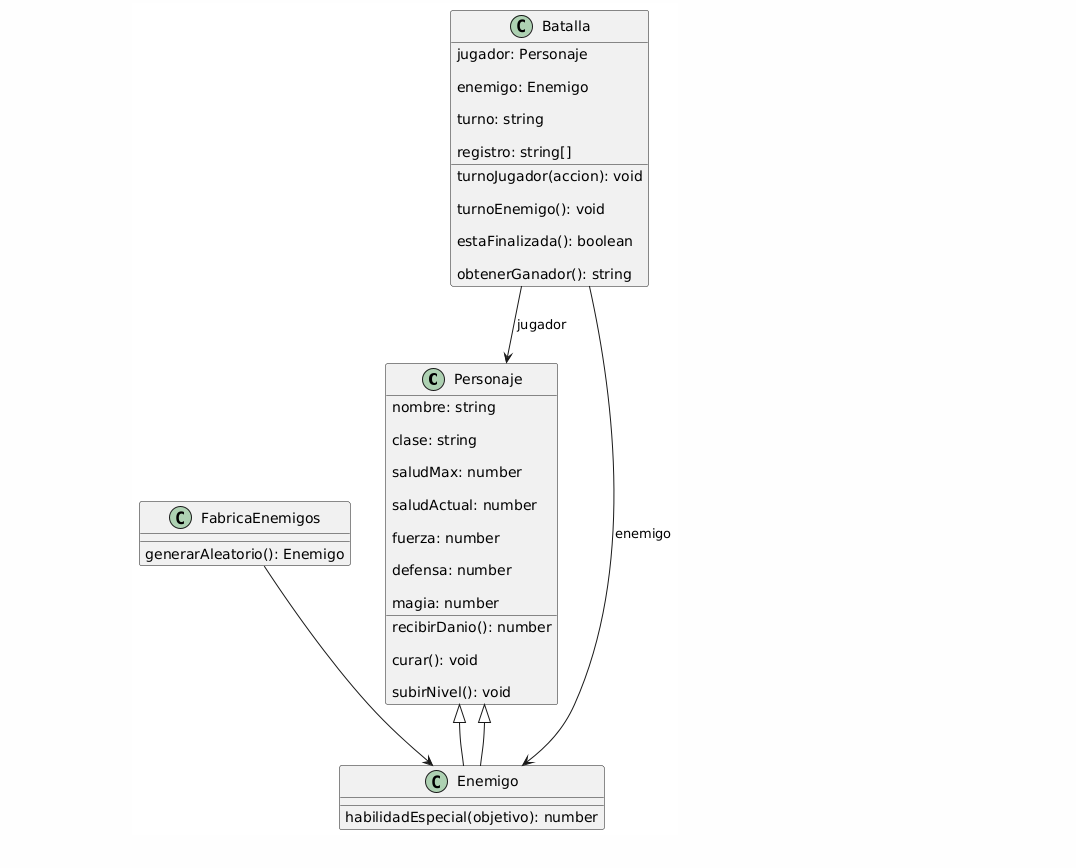 C Batalla
jugador: Personaje
enemigo: Enemigo
turno: string
registro: string[]
turnoJugador(accion): void
turnoEnemigo(): void
estaFinalizada(): boolean
obtenerGanador(): string
jugador
C Personaje
nombre: string
clase: string
saludMax: number
saludActual: number
fuerza: number
defensa: number
magia: number
recibirDanio(): number
curar(): void
subirNivel(): void
C FabricaEnemigos
generarAleatorio(): Enemigo
enemigo
C Enemigo
habilidadEspecial(objetivo): number